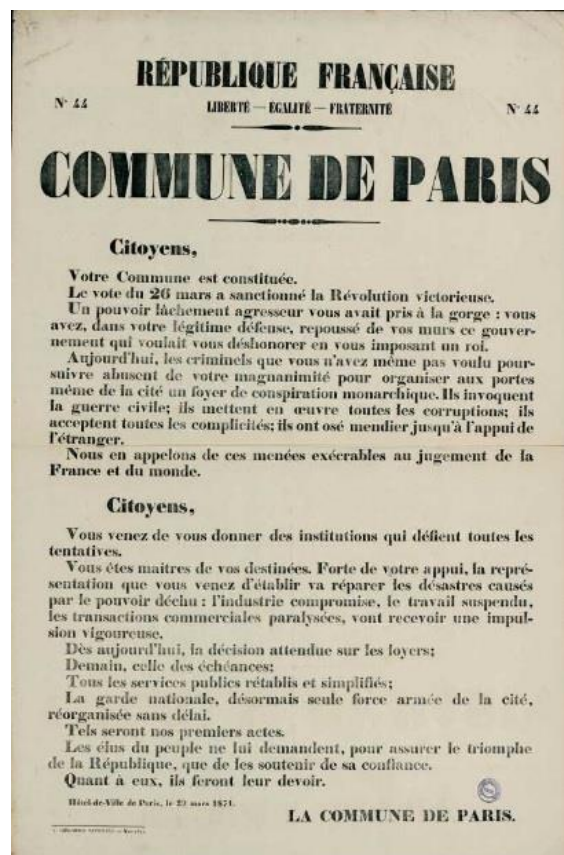 RÉPUBLIQUE FRANÇAISE
N° 44 LIBERTÉ — ÉGALITÉ — FRATERNITÉ N° 44
COMMUNE DE PARIS
Citoyens,
Votre Commune est constituée.
Le vote du 26 mars a sanctionné la Révolution victorieuse.
Un pouvoir lâchement agresseur vous avait pris à la gorge : vous
avez, dans votre légitime défense, repoussé de vos murs ce gouver-
nement qui voulait vous déshonorer en vous imposant un roi.
Aujourd'hui, les criminels que vous n'avez même pas voulu pour-
suivre abusent de votre magnanimité pour organiser aux portes
même de la cité un foyer de conspiration monarchique. Ils invoquent
la guerre civile; ils mettent en œuvre toutes les corruptions; ils
acceptent toutes les complicités; ils ont osé mendier jusqu'à l'appui de
l'étranger.
Nous en appelons de ces menées exécrables au jugement de la
France et du monde.
Citoyens,
Vous venez de vous donner des institutions qui défient toutes les
tentatives.
Vous êtes maîtres de vos destinées. Forte de votre appui, la repré-
sentation que vous venez d'établir va réparer les désastres causés
par le pouvoir déchu : l'industrie compromise, le travail suspendu,
les transactions commerciales paralysées, vont recevoir une impul-
sion vigoureuse.
Dès aujourd'hui, la décision attendue sur les loyers;
Demain, celle des échéances;
Tous les services publics rétablis et simplifiés;
La garde nationale, désormais seule force armée de la cité,
réorganisée sans délai.
Tels seront nos premiers actes.
Les élus du peuple ne lui demandent, pour assurer le triomphe
de la République, que de les soutenir de sa confiance.
Quant à eux, ils feront leur devoir.
Hôtel-de-Ville de Paris, le 29 mars 1871.
LA COMMUNE DE PARIS.